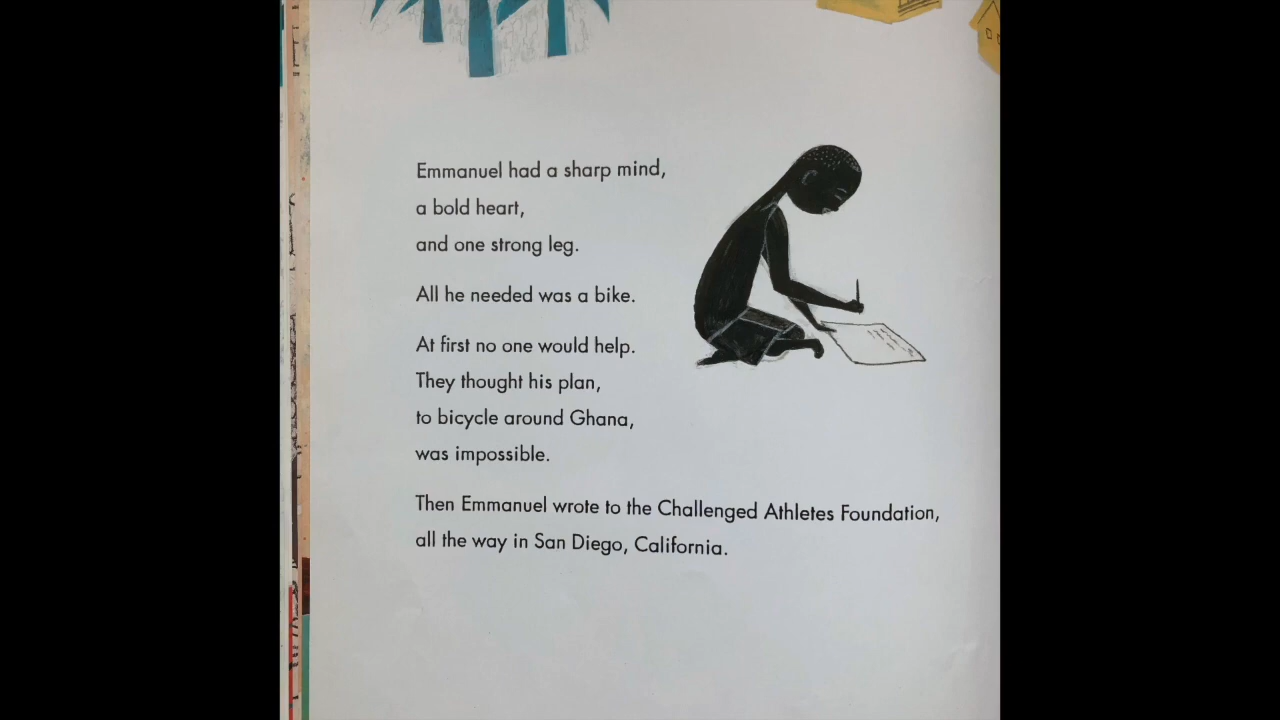 Emmanuel had a sharp mind,
a bold heart,
and one strong leg.
All he needed was a bike.
At first no one would help.
They thought his plan,
to bicycle around Ghana,
was impossible.
Then Emmanuel wrote to the Challenged Athletes Foundation,
all the way in San Diego, California.